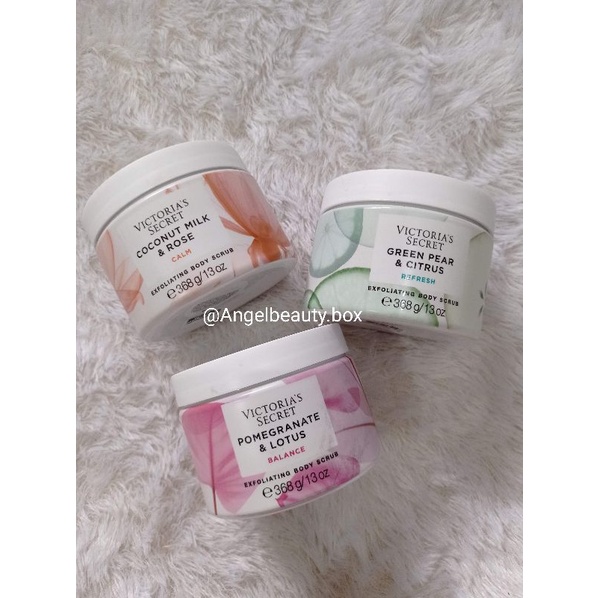 VICTORIA'S
SECRET
COCONUT MILK
& ROSE
CALM
EXFOLIATING BODY SCRUB
℮368 g/13 oz
VICTORIA'S
SECRET
GREEN PEAR
& CITRUS
REFRESH
EXFOLIATING BODY SCRUB
℮368 g/13 oz
@Angelbeauty.box
VICTORIA'S
SECRET
POMEGRANATE
& LOTUS
BALANCE
EXFOLIATING BODY SCRUB
℮368 g/13 oz